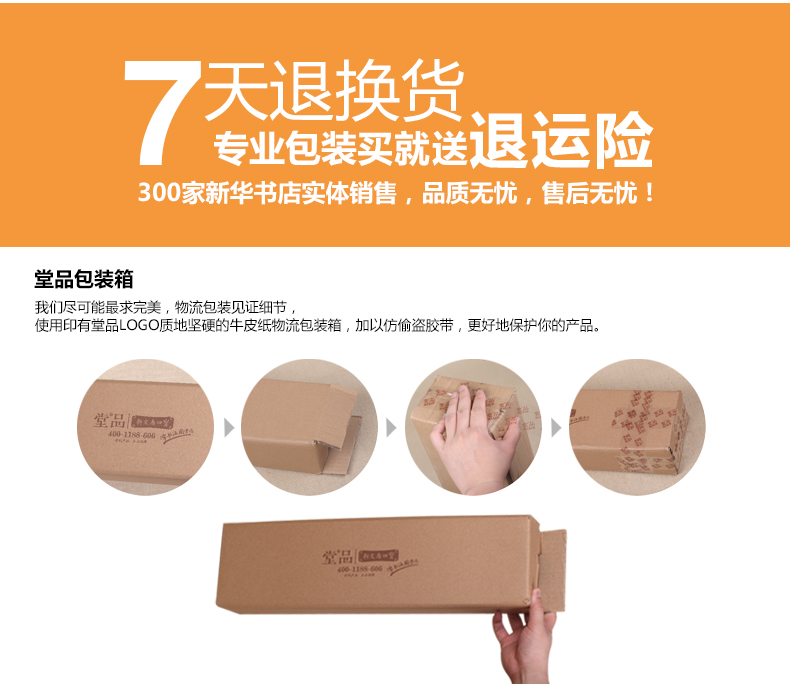 7天退换货
专业包装买就送退运险
300家新华书店实体销售，品质无忧，售后无忧！
堂品包装箱
我们尽可能最求完美，物流包装见证细节，
使用印有堂品LOGO质地坚硬的牛皮纸物流包装箱，加以仿偷盗胶带，更好地保护你的产品。
堂品
400-1188-606
堂品
400-1188-606